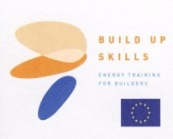 BUILD UP
SKILLS
ENERGY TRAINING
FOR BUILDERS